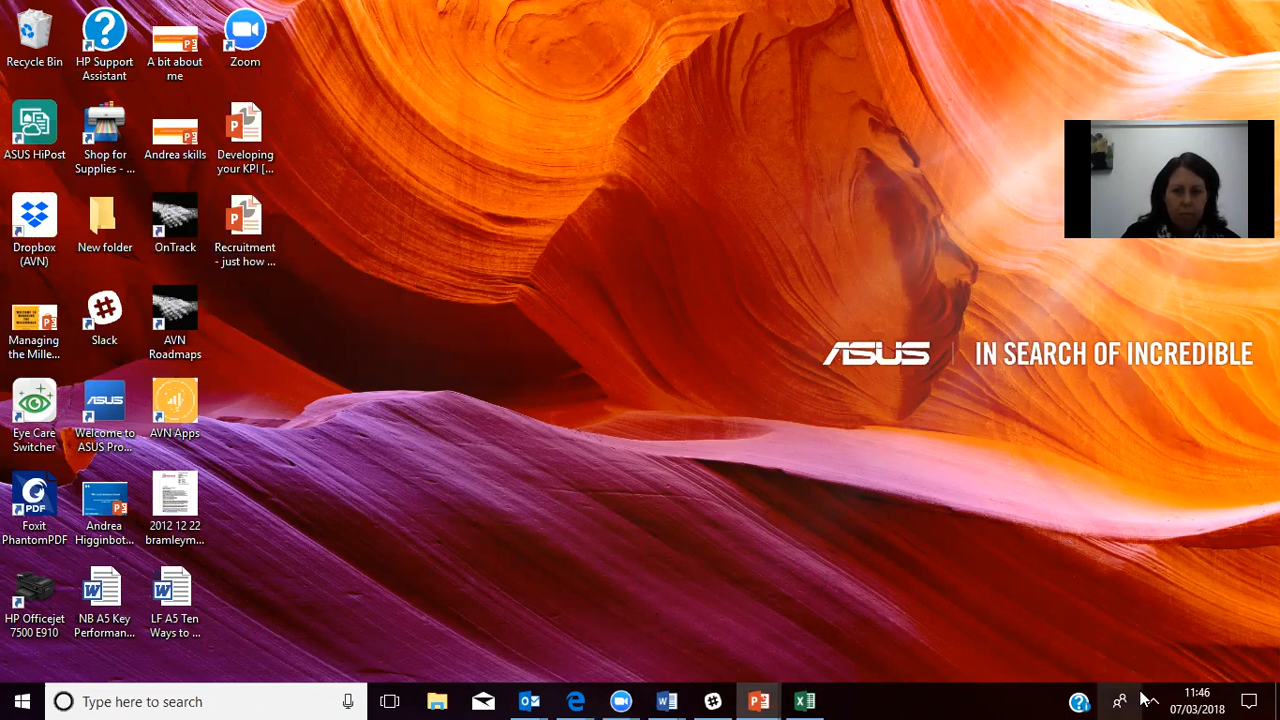 Recycle Bin
HP Support
Assistant
A bit about
me
Zoom
ASUS HiPost
Shop for
Supplies - ...
Andrea skills
Developing
your KPI [...
Dropbox
(AVN)
New folder
OnTrack
Recruitment
- just how ...
Managing
the Mille...
Slack
AVN
Roadmaps
ASUS
IN SEARCH OF INCREDIBLE
Eye Care
Switcher
ASUS
Welcome to
ASUS Pro...
AVN Apps
PDF
Foxit
PhantomPDF
Andrea
Higginbot...
2012 12 22
bramleym...
HP Officejet
7500 E910
NB A5 Key
Performan...
LF A5 Ten
Ways to ...
Type here to search
11:46
07/03/2018